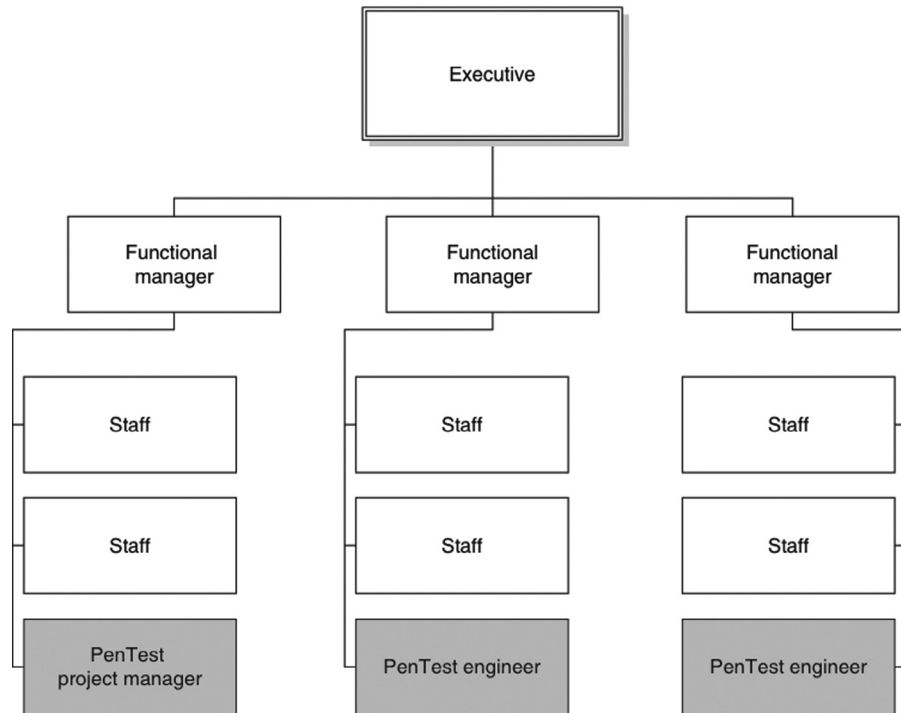 Executive
Functional
manager
Functional
manager
Functional
manager
Staff
Staff
Staff
Staff
Staff
Staff
PenTest
project manager
PenTest engineer
PenTest engineer